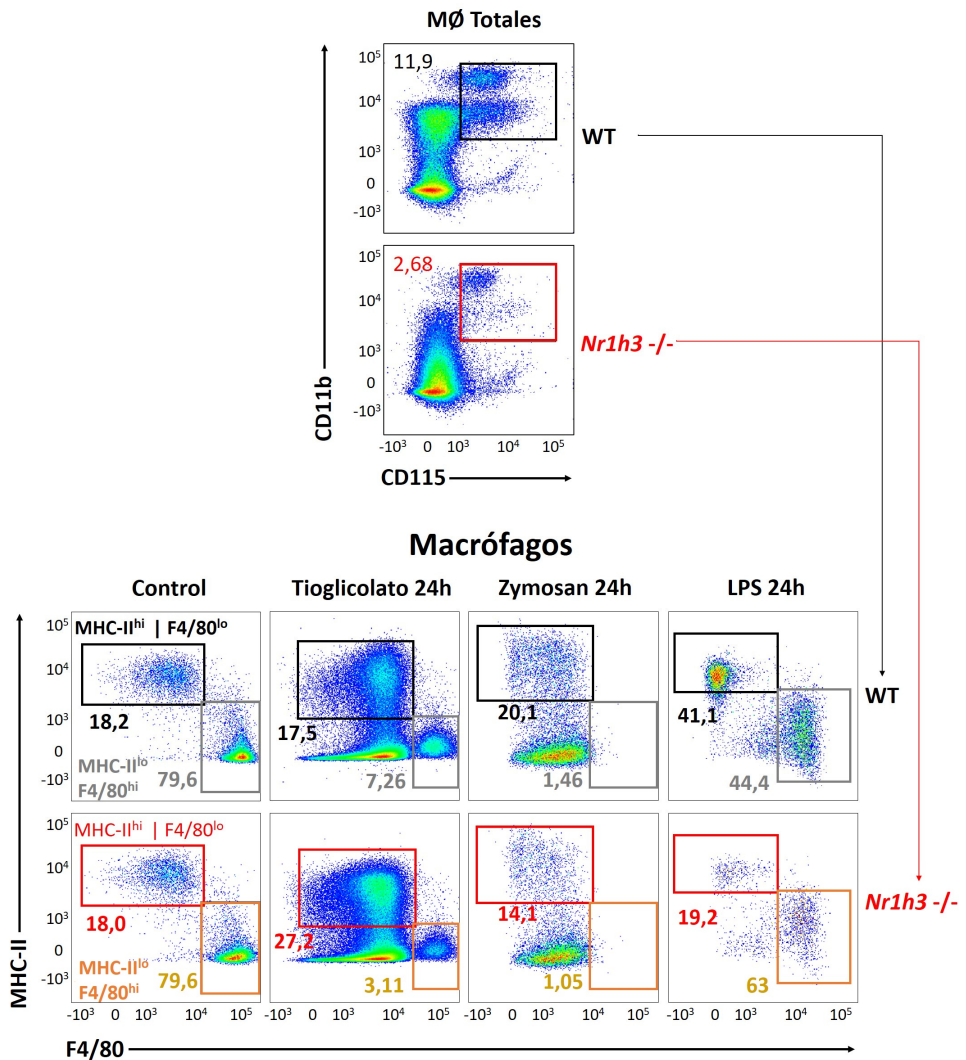 MØ Totales
10⁵
10⁴
10³
0
-10³
11,9
WT
10⁵
10⁴
10³
0
-10³
2,68
Nr1h3 -/-
CD11b
-10³ 0 10³ 10⁴ 10⁵
CD115
Macrófagos
Control Tioglicolato 24h Zymosan 24h LPS 24h
10⁵
10⁴
10³
0
-10³
MHC-IIʰⁱ | F4/80ˡᵒ
18,2
MHC-IIˡᵒ
F4/80ʰⁱ
79,6
17,5
7,26
20,1
1,46
41,1
44,4
WT
10⁵
10⁴
10³
0
-10³
MHC-IIʰⁱ | F4/80ˡᵒ
18,0
MHC-IIˡᵒ
F4/80ʰⁱ
79,6
27,2
3,11
14,1
1,05
19,2
63
Nr1h3 -/-
MHC-II
-10³ 0 10³ 10⁴ 10⁵ -10³ 0 10³ 10⁴ 10⁵ -10³ 0 10³ 10⁴ 10⁵ -10³ 0 10³ 10⁴ 10⁵
F4/80